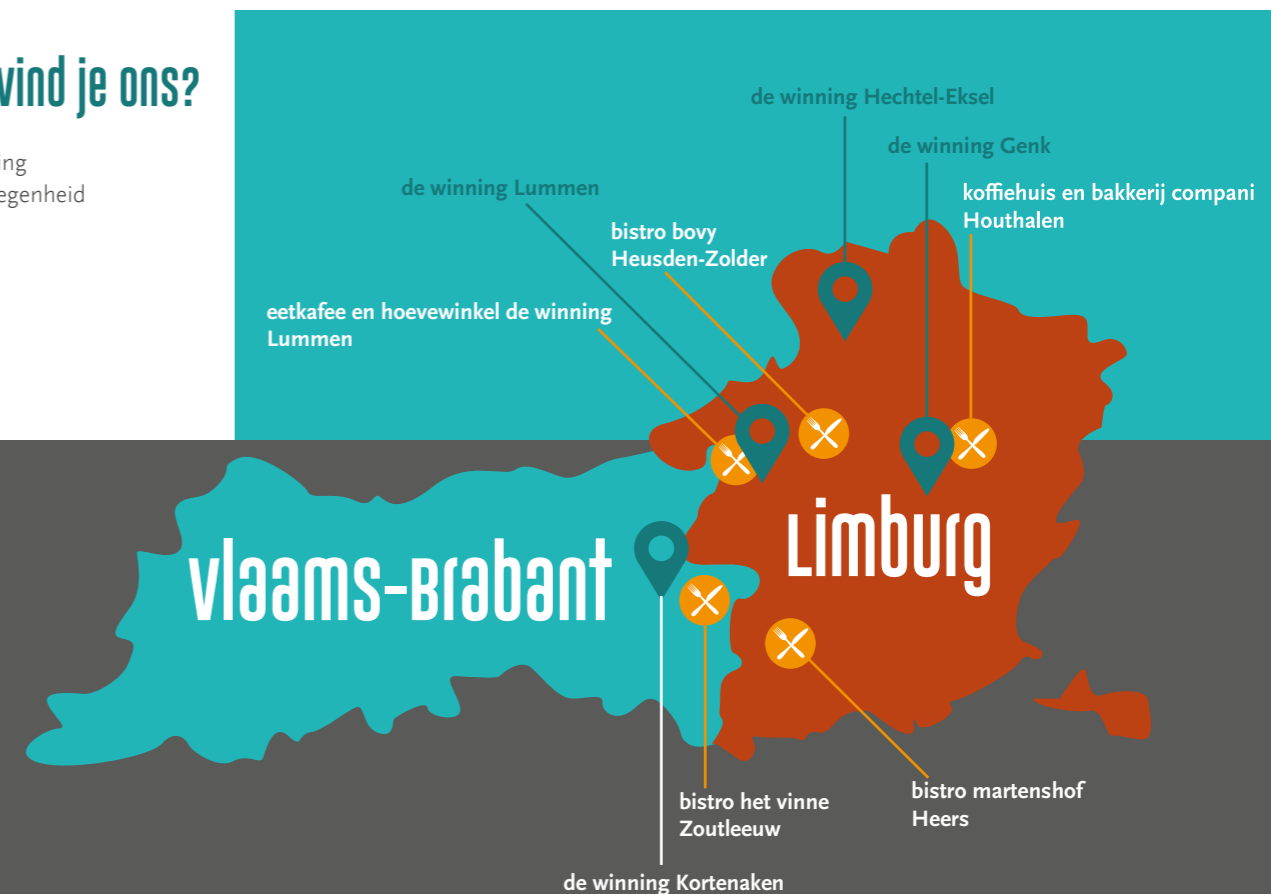 vind je ons?
ing
egenheid
de winning Hechtel-Eksel
de winning Genk
de winning Lummen
koffiehuis en bakkerij compani
Houthalen
bistro bovy
Heusden-Zolder
eetkafee en hoevewinkel de winning
Lummen
Limburg
Vlaams-Brabant
bistro het vinne
Zoutleeuw
bistro martenshof
Heers
de winning Kortenaken